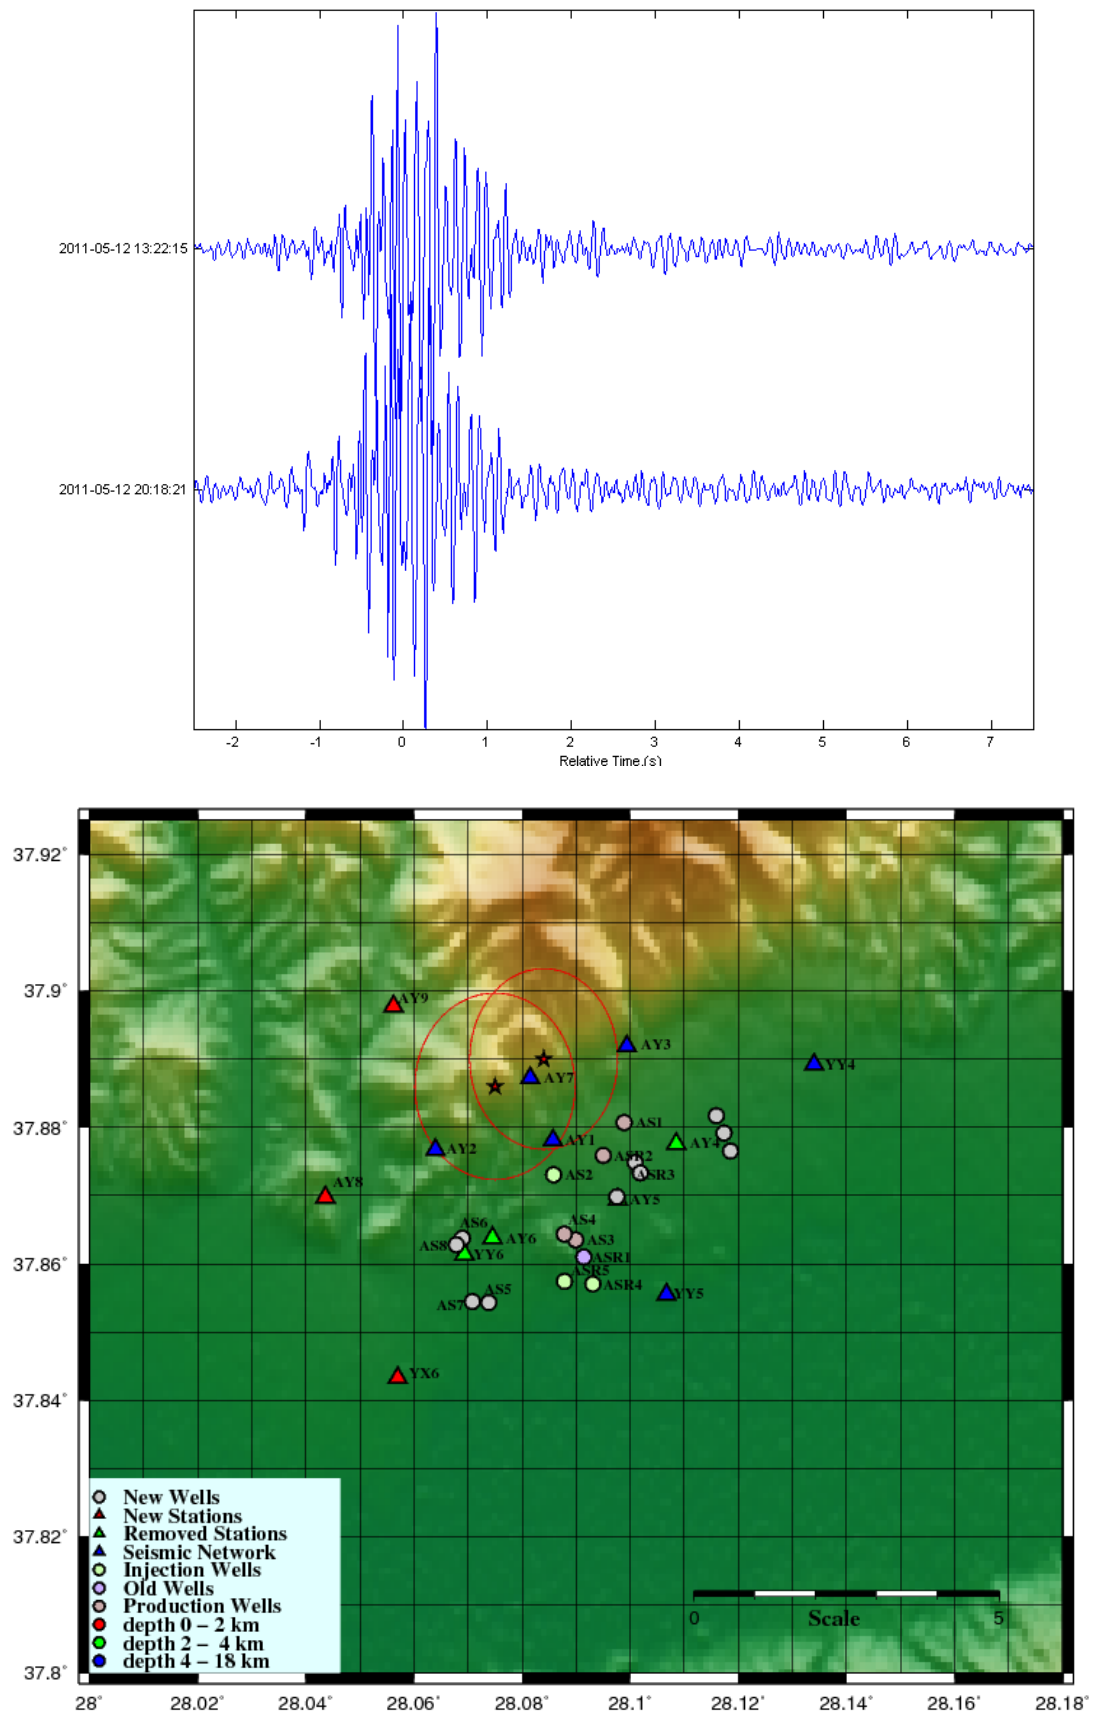 2011-05-12 13:22:15
2011-05-12 20:18:21
-2 -1 0 1 2 3 4 5 6 7
Relative Time.(s)
37.92°
37.9°
AY9
AY3
YY4
AY7
37.88°
AS1
AY2
AY1
AY4
ASR2
AS2
ASR3
AY8
AY5
AS6
AS4
AS8
AY6
AS3
YY6
ASR1
37.86°
ASR5
AS5
ASR4
YY5
AS7
YX6
37.84°
New Wells
New Stations
Removed Stations
37.82°
Seismic Network
Injection Wells
Old Wells
Production Wells
depth 0 – 2 km
depth 2 – 4 km
depth 4 – 18 km
0 Scale 5
37.8°
28° 28.02° 28.04° 28.06° 28.08° 28.1° 28.12° 28.14° 28.16° 28.18°